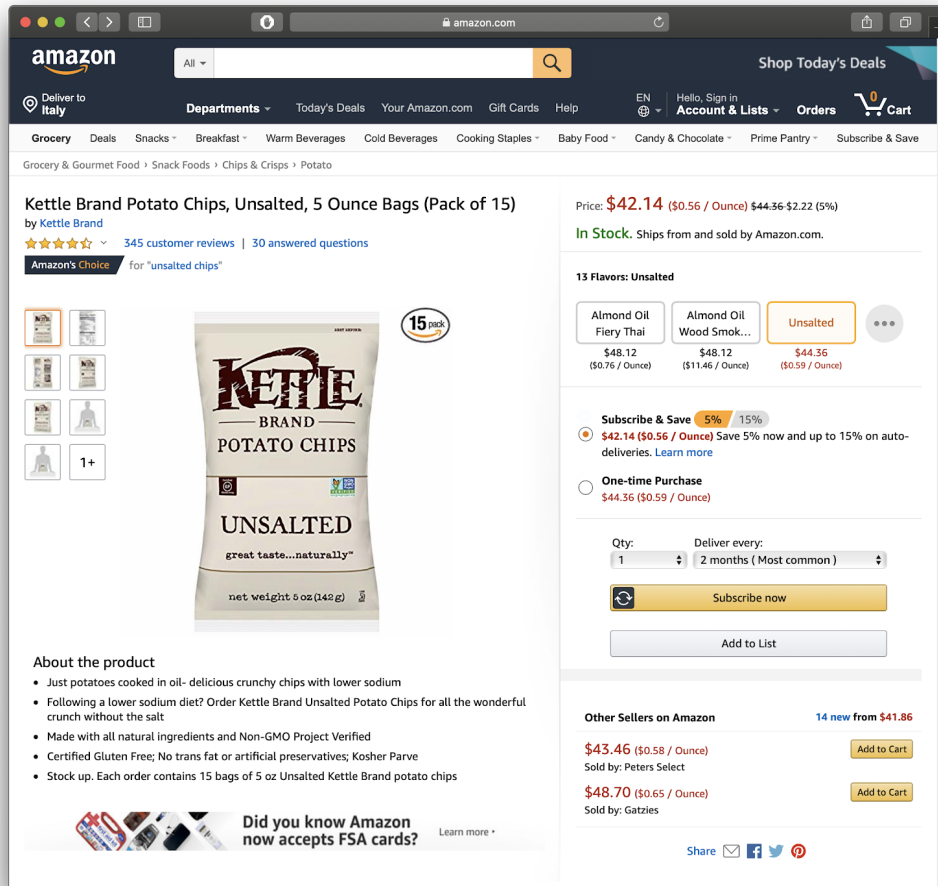 amazon.com
amazon
All
Shop Today's Deals
Deliver to
Italy
Departments
Today's Deals
Your Amazon.com
Gift Cards
Help
EN
Hello, Sign in
Account & Lists
Orders
0
Cart
Grocery
Deals
Snacks
Breakfast
Warm Beverages
Cold Beverages
Cooking Staples
Baby Food
Candy & Chocolate
Prime Pantry
Subscribe & Save
Grocery & Gourmet Food › Snack Foods › Chips & Crisps › Potato
Kettle Brand Potato Chips, Unsalted, 5 Ounce Bags (Pack of 15)
by Kettle Brand
345 customer reviews | 30 answered questions
Amazon's Choice for "unsalted chips"
1+
15 pack
KETTLE
BRAND
POTATO CHIPS
UNSALTED
great taste...naturally™
net weight 5 oz (142 g)
About the product
• Just potatoes cooked in oil- delicious crunchy chips with lower sodium
• Following a lower sodium diet? Order Kettle Brand Unsalted Potato Chips for all the wonderful
crunch without the salt
• Made with all natural ingredients and Non-GMO Project Verified
• Certified Gluten Free; No trans fat or artificial preservatives; Kosher Parve
• Stock up. Each order contains 15 bags of 5 oz Unsalted Kettle Brand potato chips
Did you know Amazon
now accepts FSA cards?
Learn more
Price: $42.14 ($0.56 / Ounce) $44.36 $2.22 (5%)
In Stock. Ships from and sold by Amazon.com.
13 Flavors: Unsalted
Almond Oil
Fiery Thai
$48.12
($0.76 / Ounce)
Almond Oil
Wood Smok...
$48.12
($11.46 / Ounce)
Unsalted
$44.36
($0.59 / Ounce)
Subscribe & Save 5% 15%
$42.14 ($0.56 / Ounce) Save 5% now and up to 15% on auto-
deliveries. Learn more
One-time Purchase
$44.36 ($0.59 / Ounce)
Qty:
1
Deliver every:
2 months ( Most common )
Subscribe now
Add to List
Other Sellers on Amazon
14 new from $41.86
$43.46 ($0.58 / Ounce)
Add to Cart
Sold by: Peters Select
$48.70 ($0.65 / Ounce)
Add to Cart
Sold by: Gatzies
Share